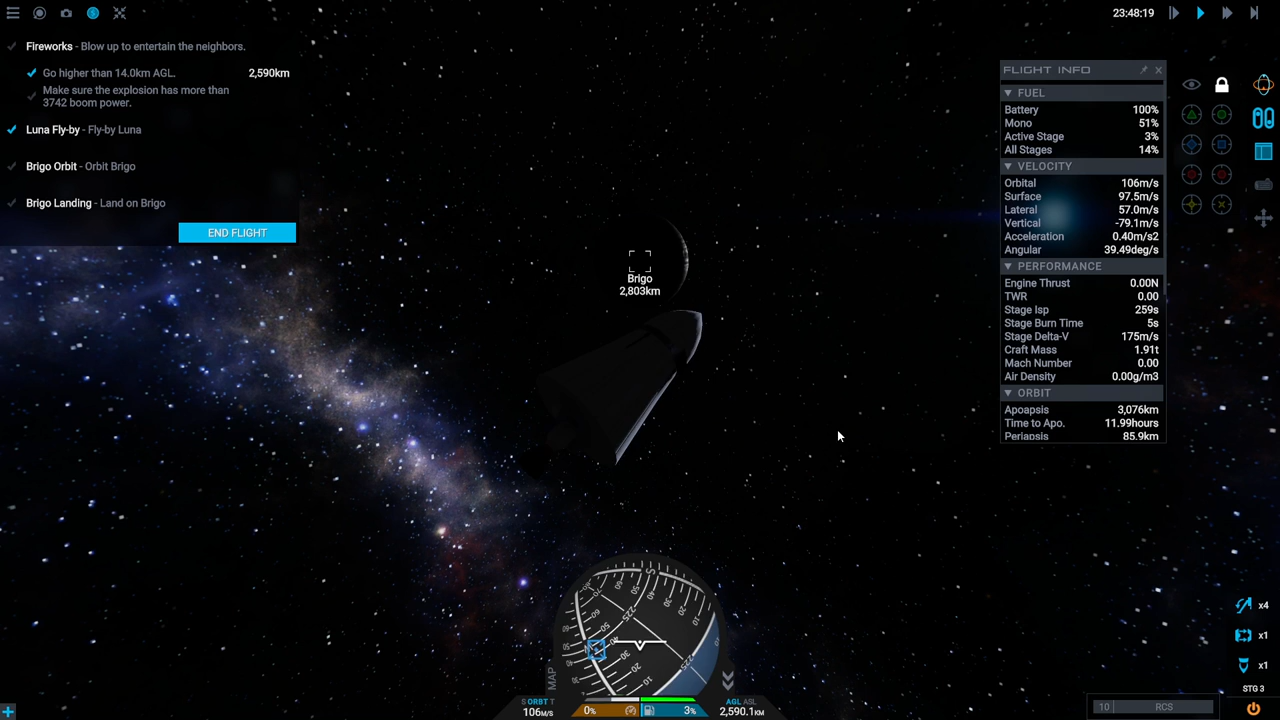 23:48:19
Fireworks - Blow up to entertain the neighbors.
Go higher than 14.0km AGL. 2,590km
Make sure the explosion has more than
3742 boom power.
Luna Fly-by - Fly-by Luna
Brigo Orbit - Orbit Brigo
Brigo Landing - Land on Brigo
END FLIGHT
Brigo
2,803km
FLIGHT INFO
FUEL
Battery 100%
Mono 51%
Active Stage 3%
All Stages 14%
VELOCITY
Orbital 106m/s
Surface 97.5m/s
Lateral 57.0m/s
Vertical -79.1m/s
Acceleration 0.40m/s2
Angular 39.49deg/s
PERFORMANCE
Engine Thrust 0.00N
TWR 0.00
Stage Isp 259s
Stage Burn Time 5s
Stage Delta-V 175m/s
Craft Mass 1.91t
Mach Number 0.00
Air Density 0.00g/m3
ORBIT
Apoapsis 3,076km
Time to Apo. 11.99hours
Periapsis 85.9km
x4
x1
x1
STG 3
10 RCS
MAP
S ORBT T
106M/S
0%
3%
AGL ASL
2,590.1KM